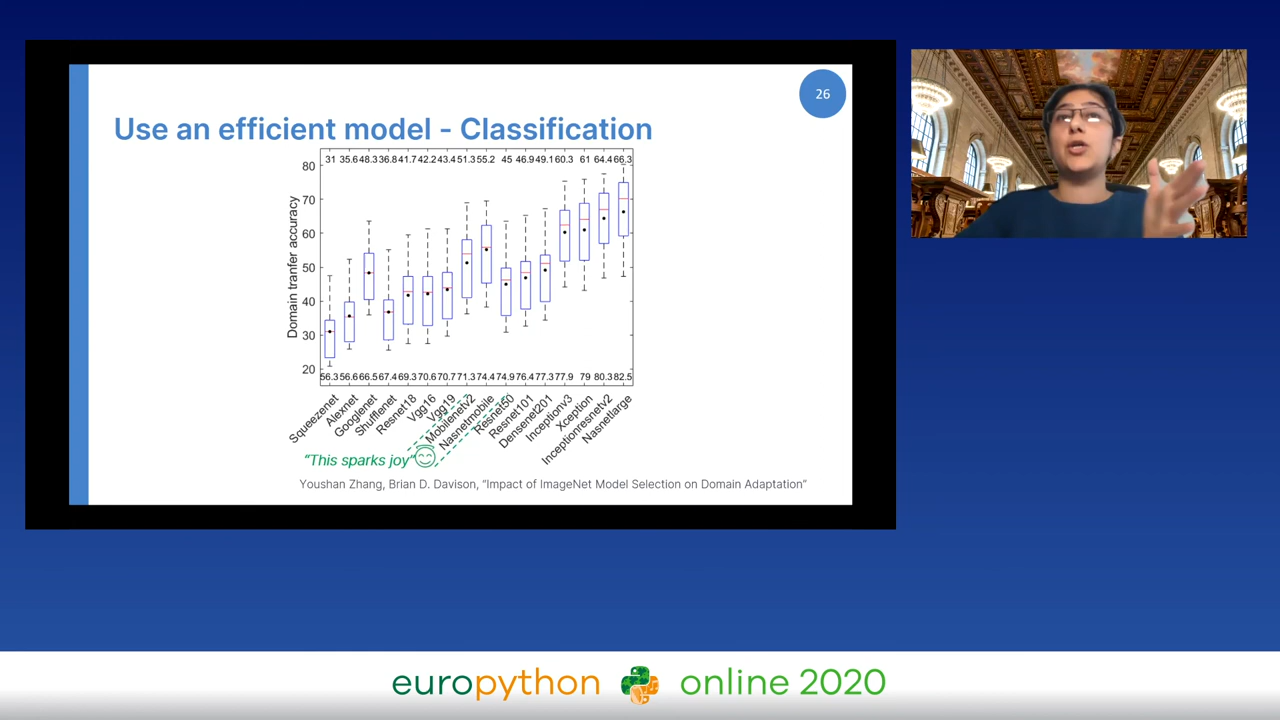 26
Use an efficient model - Classification
31 35.6 48.3 36.8 41.7 42.2 43.4 51.3 55.2 45 46.9 49.1 60.3 61 64.4 66.3
80
70
60
50
40
30
20
Domain tranfer accuracy
56.3 56.6 66.5 67.4 69.3 70.6 70.7 71.3 74.4 74.9 76.4 77.3 77.9 79 80.3 82.5
Squeezenet
Alexnet
Googlenet
Shufflenet
Resnet18
Vgg16
Vgg19
Mobilenetv2
Nasnetmobile
Resnet50
Resnet101
Densenet201
Inceptionv3
Xception
Inceptionresnetv2
Nasnetlarge
“This sparks joy”
Youshan Zhang, Brian D. Davison, “Impact of ImageNet Model Selection on Domain Adaptation”
europython online 2020